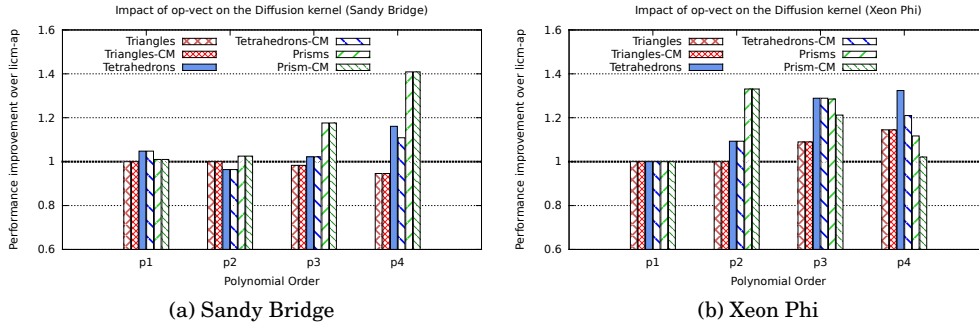 Impact of op-vect on the Diffusion kernel (Sandy Bridge)
Performance improvement over licm-ap
1.6
1.4
1.2
1
0.8
0.6
Triangles
Triangles-CM
Tetrahedrons
Tetrahedrons-CM
Prisms
Prism-CM
p1 p2 p3 p4
Polynomial Order
(a) Sandy Bridge
Impact of op-vect on the Diffusion kernel (Xeon Phi)
Performance improvement over licm-ap
1.6
1.4
1.2
1
0.8
0.6
Triangles
Triangles-CM
Tetrahedrons
Tetrahedrons-CM
Prisms
Prism-CM
p1 p2 p3 p4
Polynomial Order
(b) Xeon Phi